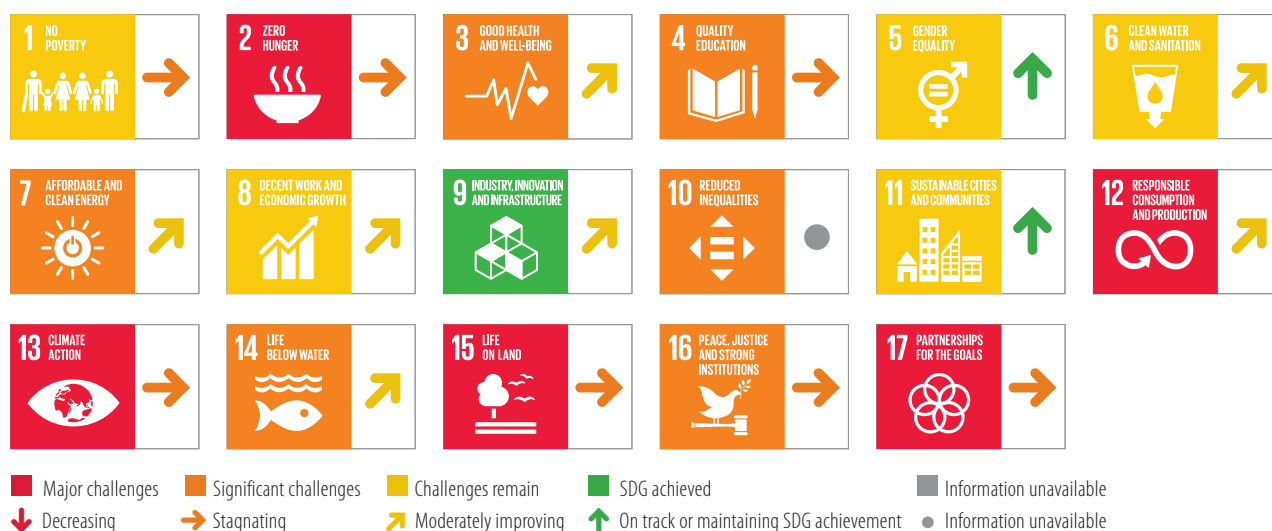 1 NO
POVERTY
2 ZERO
HUNGER
3 GOOD HEALTH
AND WELL-BEING
4 QUALITY
EDUCATION
5 GENDER
EQUALITY
6 CLEAN WATER
AND SANITATION
7 AFFORDABLE AND
CLEAN ENERGY
8 DECENT WORK AND
ECONOMIC GROWTH
9 INDUSTRY, INNOVATION
AND INFRASTRUCTURE
10 REDUCED
INEQUALITIES
11 SUSTAINABLE CITIES
AND COMMUNITIES
12 RESPONSIBLE
CONSUMPTION
AND PRODUCTION
13 CLIMATE
ACTION
14 LIFE
BELOW WATER
15 LIFE
ON LAND
16 PEACE, JUSTICE
AND STRONG
INSTITUTIONS
17 PARTNERSHIPS
FOR THE GOALS
Major challenges Significant challenges Challenges remain SDG achieved Information unavailable
Decreasing Stagnating Moderately improving On track or maintaining SDG achievement Information unavailable